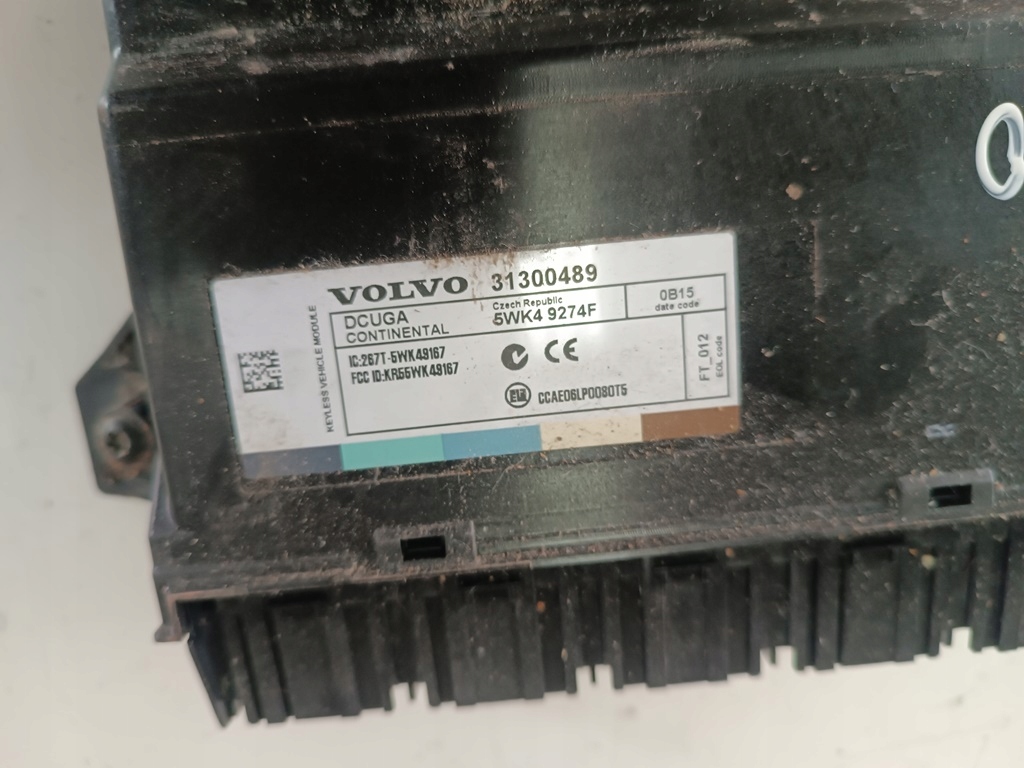 VOLVO 31300489
KEYLESS VEHICLE MODULE
DCUGA
CONTINENTAL
Czech Republic
5WK4 9274F
0B15
date code
IC:267T-5WK49167
FCC ID:KR55WK49167
CE
CCAE06LP0080T5
FT_012
EOL code